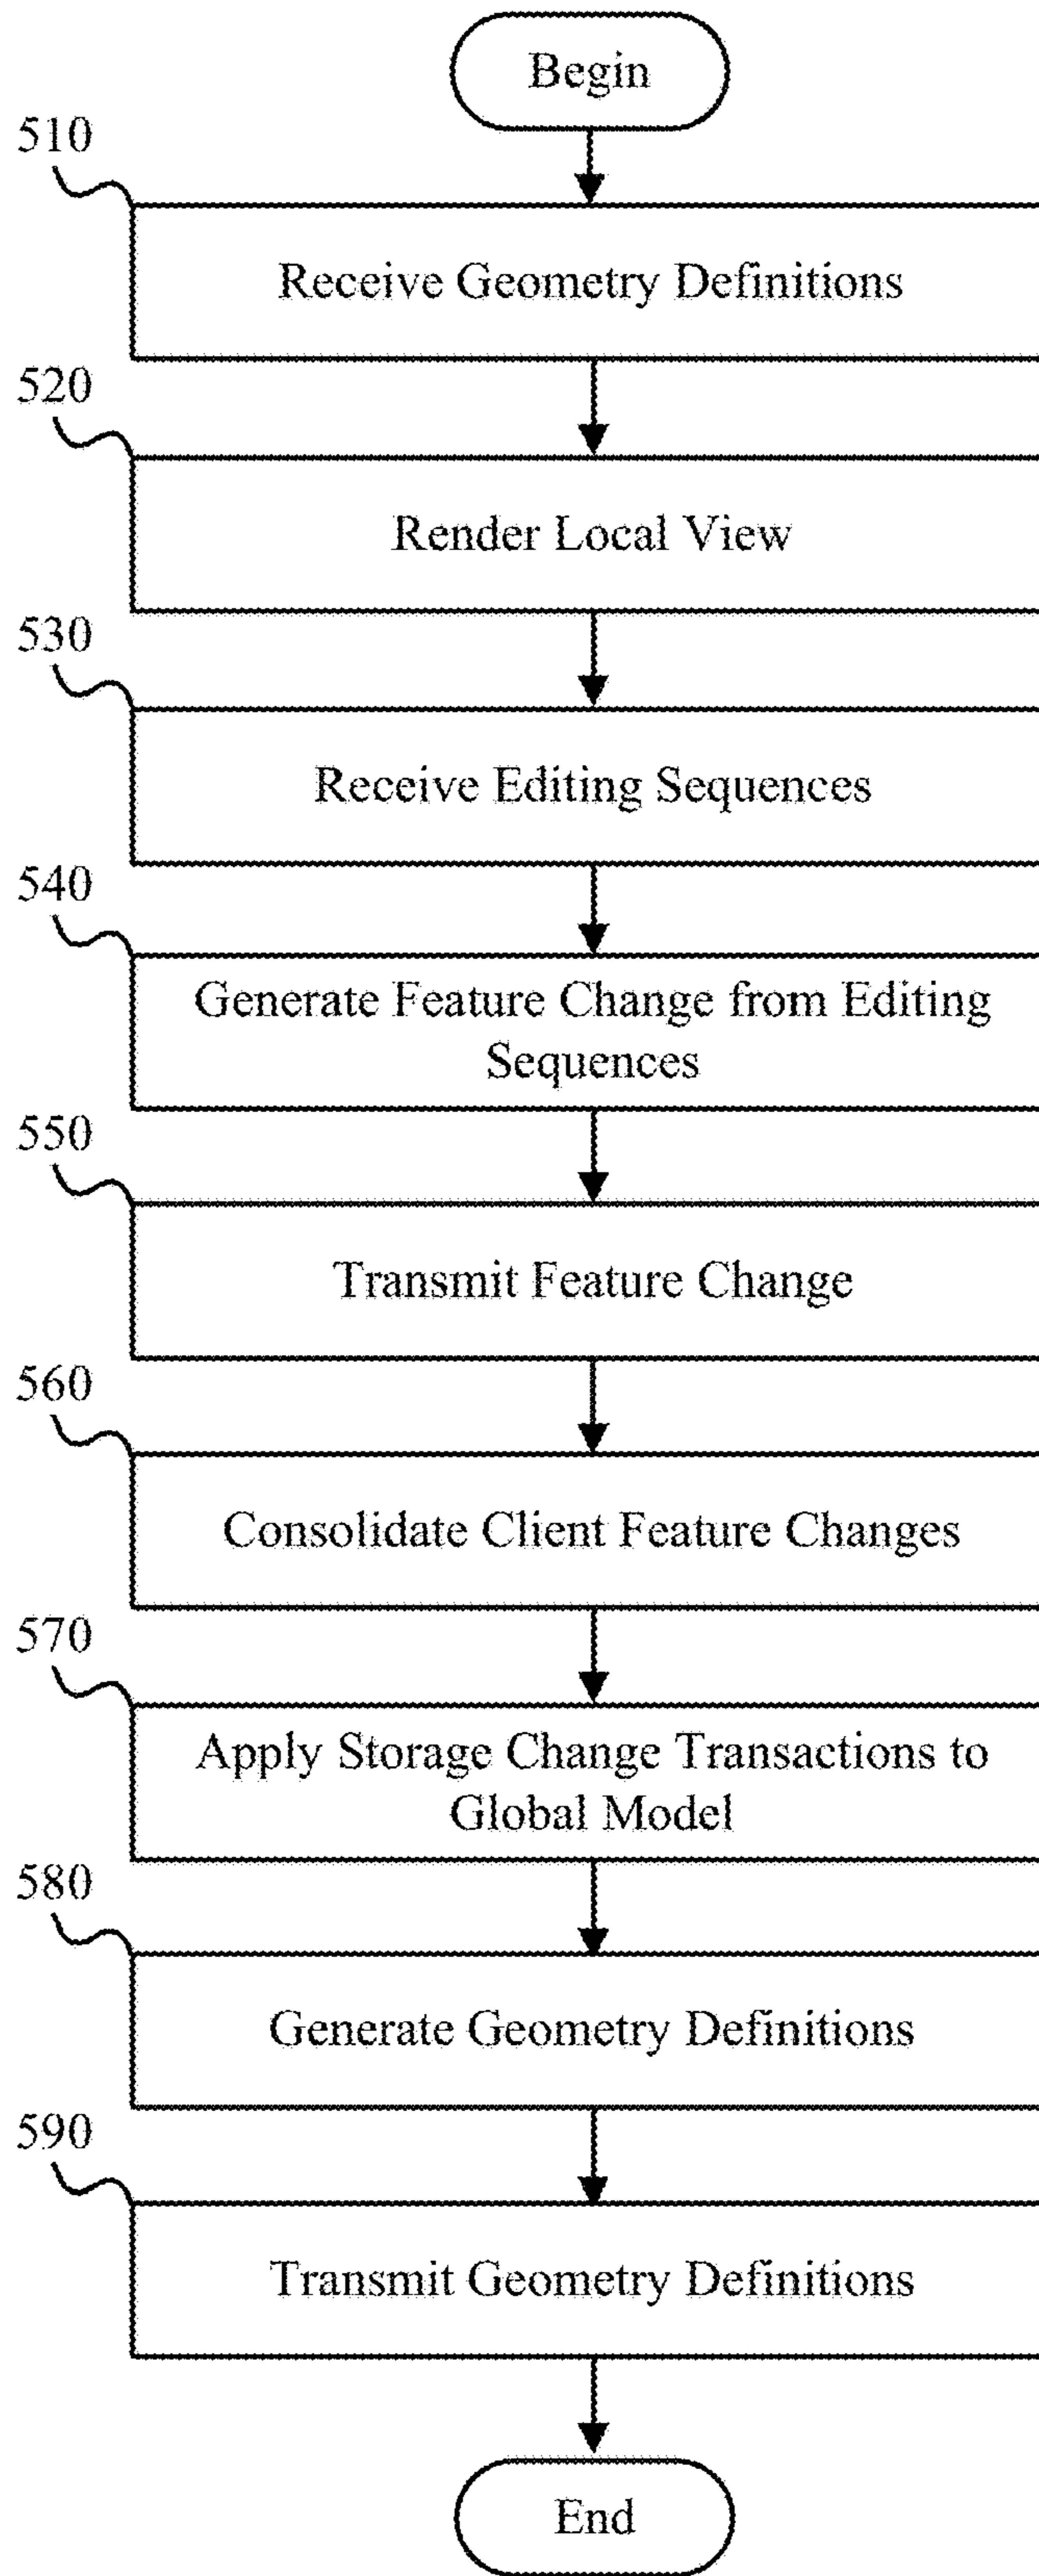 Begin
510
Receive Geometry Definitions
520
Render Local View
530
Receive Editing Sequences
540
Generate Feature Change from Editing
Sequences
550
Transmit Feature Change
560
Consolidate Client Feature Changes
570
Apply Storage Change Transactions to
Global Model
580
Generate Geometry Definitions
590
Transmit Geometry Definitions
End